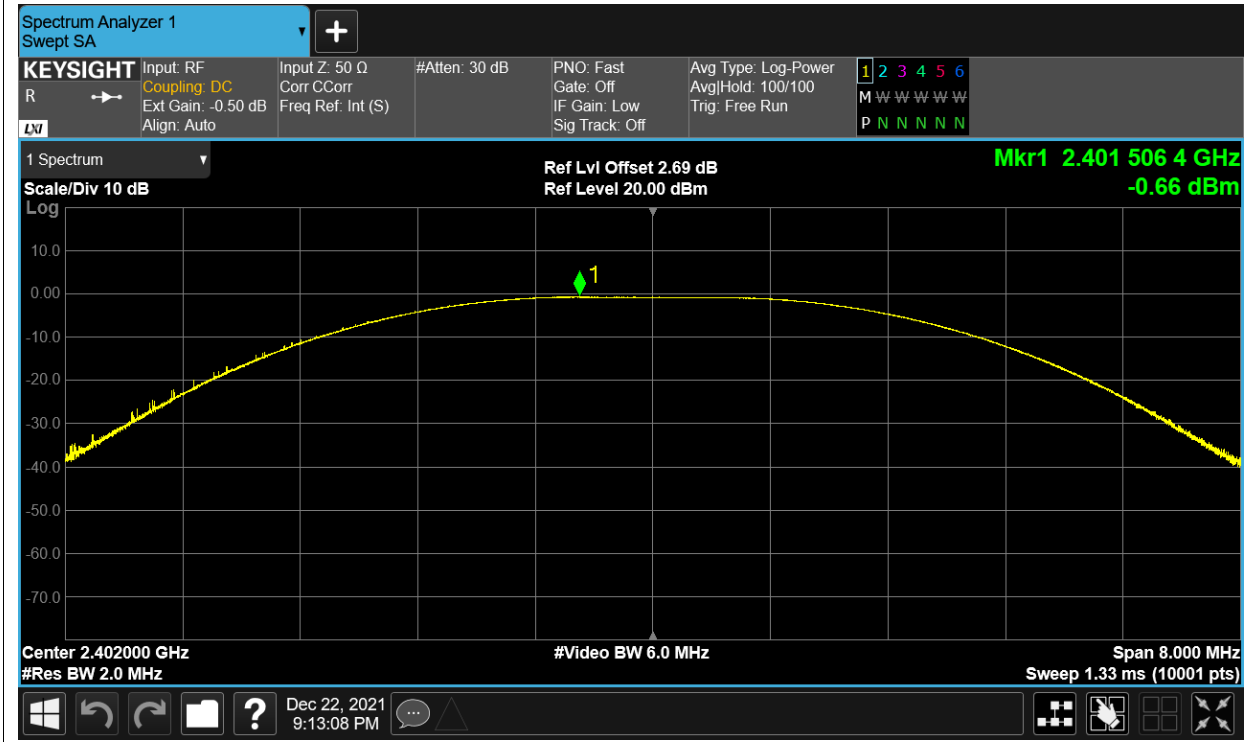 Spectrum Analyzer 1
Swept SA
KEYSIGHT
R
LXI
Input: RF
Coupling: DC
Ext Gain: -0.50 dB
Align: Auto
Input Z: 50 Ω
Corr CCorr
Freq Ref: Int (S)
#Atten: 30 dB
PNO: Fast
Gate: Off
IF Gain: Low
Sig Track: Off
Avg Type: Log-Power
Avg|Hold: 100/100
Trig: Free Run
1 2 3 4 5 6
M W W W W W
P N N N N N
1 Spectrum
Scale/Div 10 dB
Log
Ref Lvl Offset 2.69 dB
Ref Level 20.00 dBm
Mkr1 2.401 506 4 GHz
-0.66 dBm
10.0
0.00
-10.0
-20.0
-30.0
-40.0
-50.0
-60.0
-70.0
1
Center 2.402000 GHz
#Res BW 2.0 MHz
#Video BW 6.0 MHz
Span 8.000 MHz
Sweep 1.33 ms (10001 pts)
?
Dec 22, 2021
9:13:08 PM